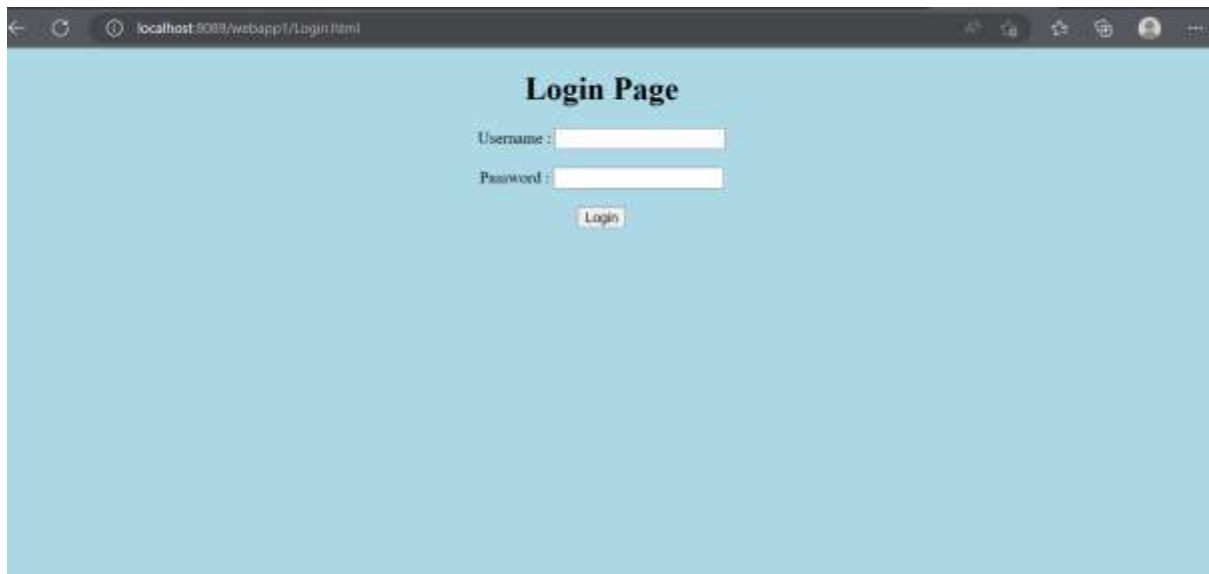 localhost:8089/webapp1/Login.html
Login Page
Username :
Password :
Login